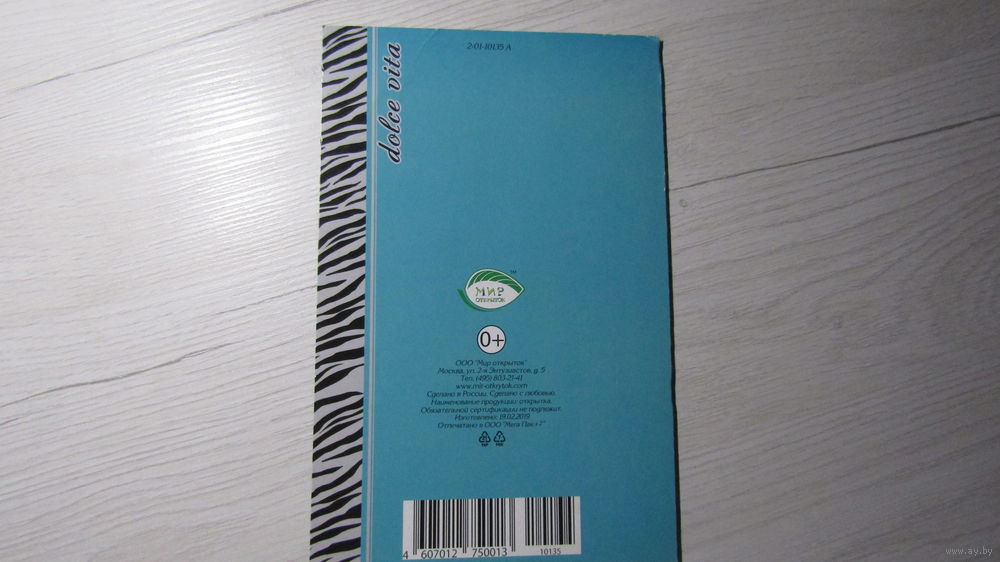 2-01-10135 А
dolce vita
МИР
ОТКРЫТОК
TM
0+
ООО "Мир открыток"
Москва, ул. 2-я Энтузиастов, д. 5
Тел. (495) 803-21-41
www.mir-otkrytok.com
Сделано в России. Сделано с любовью.
Наименование продукции: открытка.
Обязательной сертификации не подлежит.
Изготовлено: 19.02.2019
Отпечатано в ООО "Мега Пак
4 607012 750013
10135
www.ay.by